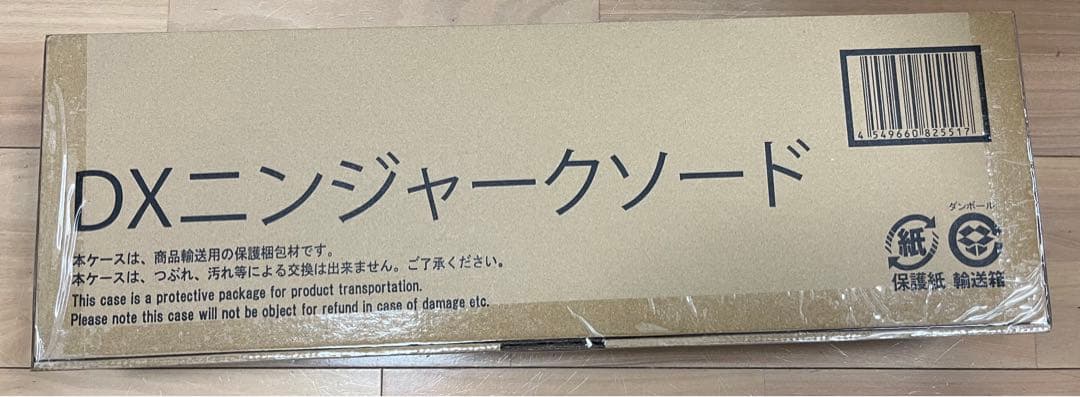 4 549660 825517
DXニンジャークソード
本ケースは、商品輸送用の保護梱包材です。
本ケースは、つぶれ、汚れ等による交換は出来ません。ご了承ください。
This case is a protective package for product transportation.
Please note this case will not be object for refund in case of damage etc.
紙
保護紙
ダンボール
輸送箱